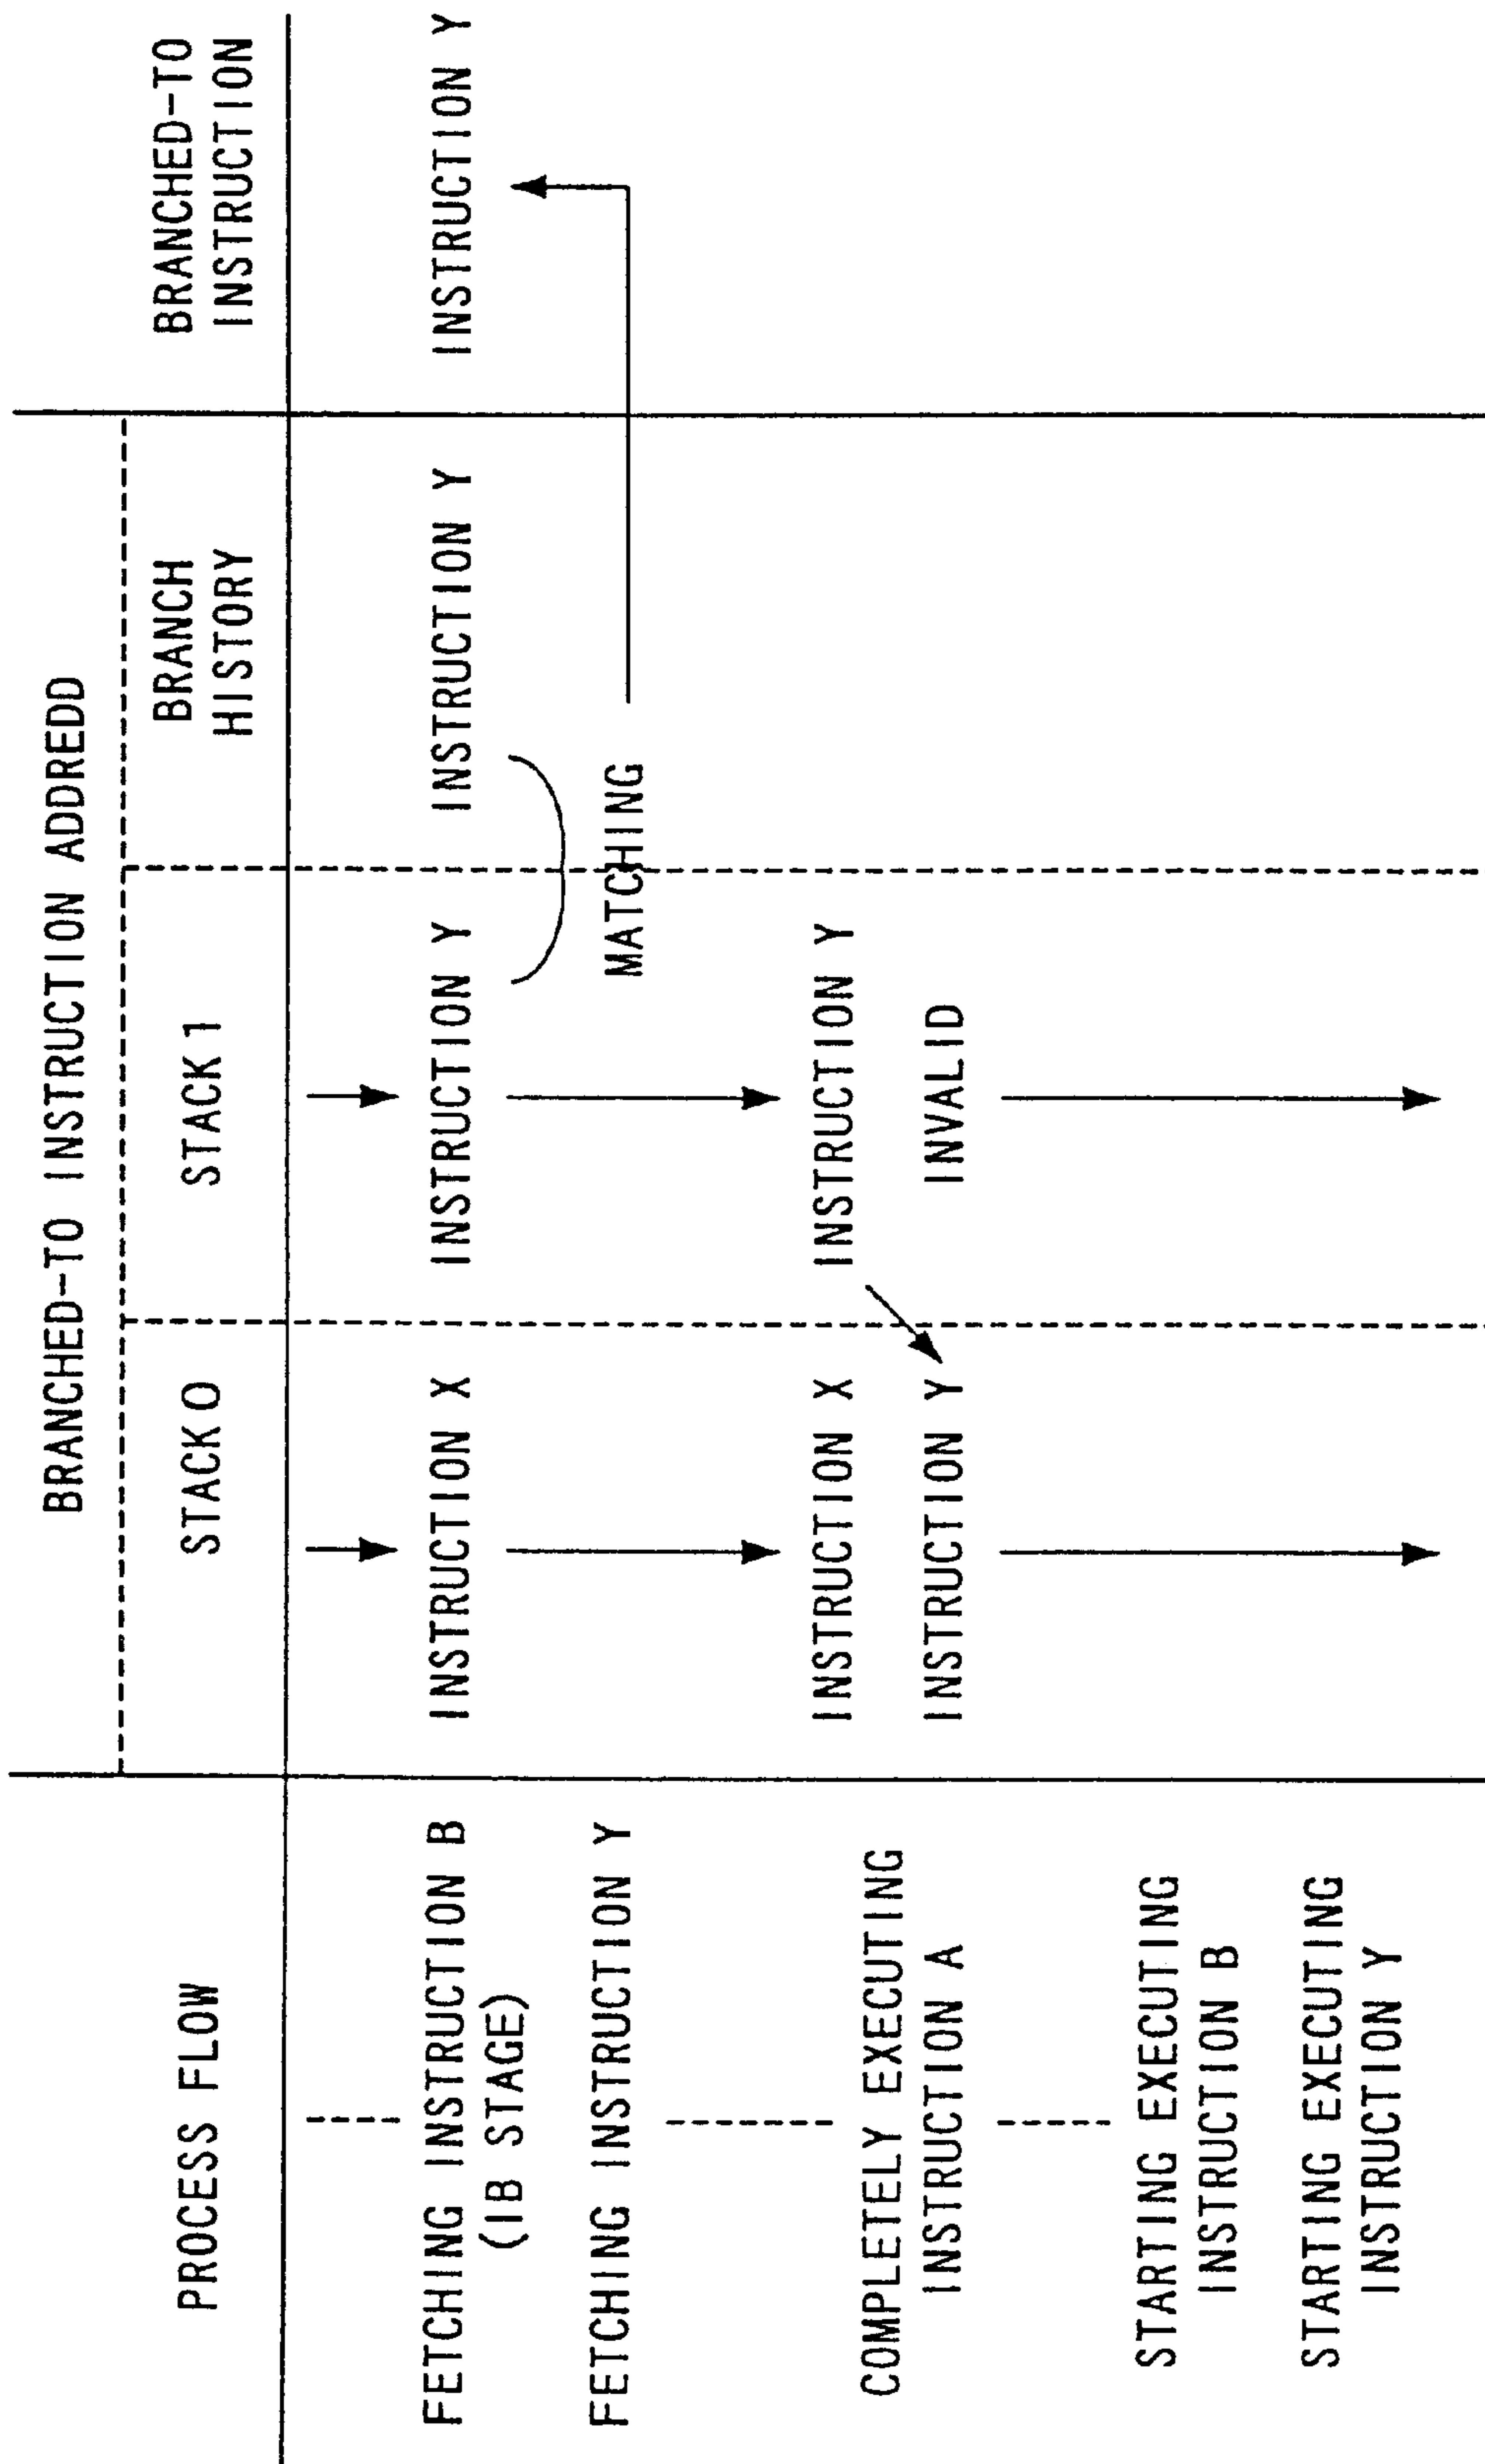 BRANCHED-TO INSTRUCTION ADDREDD
PROCESS FLOW
STACK 0
STACK 1
BRANCH
HISTORY
BRANCHED-TO
INSTRUCTION
FETCHING INSTRUCTION B
(IB STAGE)
INSTRUCTION X
INSTRUCTION Y
INSTRUCTION Y
INSTRUCTION Y
FETCHING INSTRUCTION Y
MATCHING
COMPLETELY EXECUTING
INSTRUCTION A
INSTRUCTION X
INSTRUCTION Y
INSTRUCTION Y
INVALID
STARTING EXECUTING
INSTRUCTION B
STARTING EXECUTING
INSTRUCTION Y